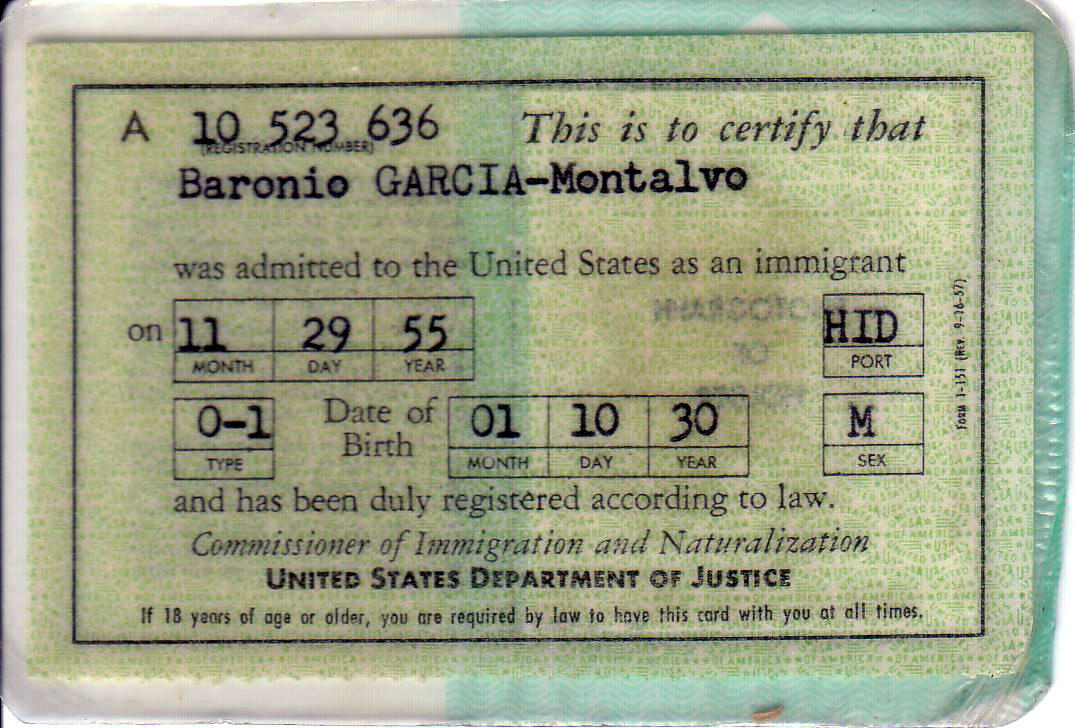 A 10 523 636 This is to certify that
(REGISTRATION NUMBER)
Baronio GARCIA-Montalvo
was admitted to the United States as an immigrant
on 11 29 55 HID
MONTH DAY YEAR PORT
0-1 Date of Birth 01 10 30 M
TYPE MONTH DAY YEAR SEX
and has been duly registered according to law.
Commissioner of Immigration and Naturalization
UNITED STATES DEPARTMENT OF JUSTICE
If 18 years of age or older, you are required by law to have this card with you at all times.
FORM I-151 (REV. 9-16-57)